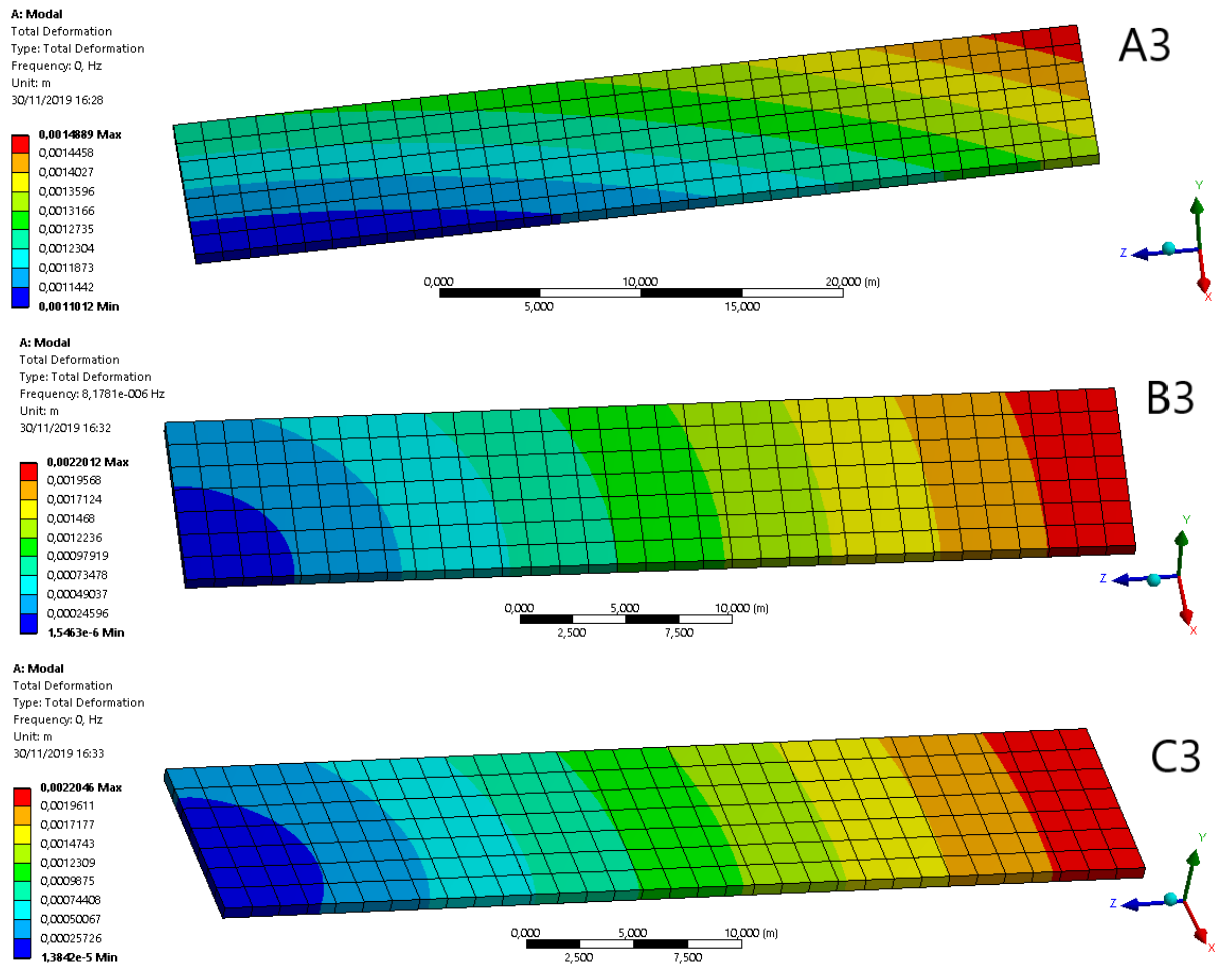 A: Modal
Total Deformation
Type: Total Deformation
Frequency: 0, Hz
Unit: m
30/11/2019 16:28
0,0014889 Max
0,0014458
0,0014027
0,0013596
0,0013166
0,0012735
0,0012304
0,0011873
0,0011442
0,0011012 Min
A3
Y
Z
X
0,000 10,000 20,000 (m)
5,000 15,000
A: Modal
Total Deformation
Type: Total Deformation
Frequency: 8,1781e-006 Hz
Unit: m
30/11/2019 16:32
0,0022012 Max
0,0019568
0,0017124
0,001468
0,0012236
0,00097919
0,00073478
0,00049037
0,00024596
1,5463e-6 Min
B3
Y
Z
X
0,000 5,000 10,000 (m)
2,500 7,500
A: Modal
Total Deformation
Type: Total Deformation
Frequency: 0, Hz
Unit: m
30/11/2019 16:33
0,0022046 Max
0,0019611
0,0017177
0,0014743
0,0012309
0,0009875
0,00074408
0,00050067
0,00025726
1,3842e-5 Min
C3
Y
Z
X
0,000 5,000 10,000 (m)
2,500 7,500